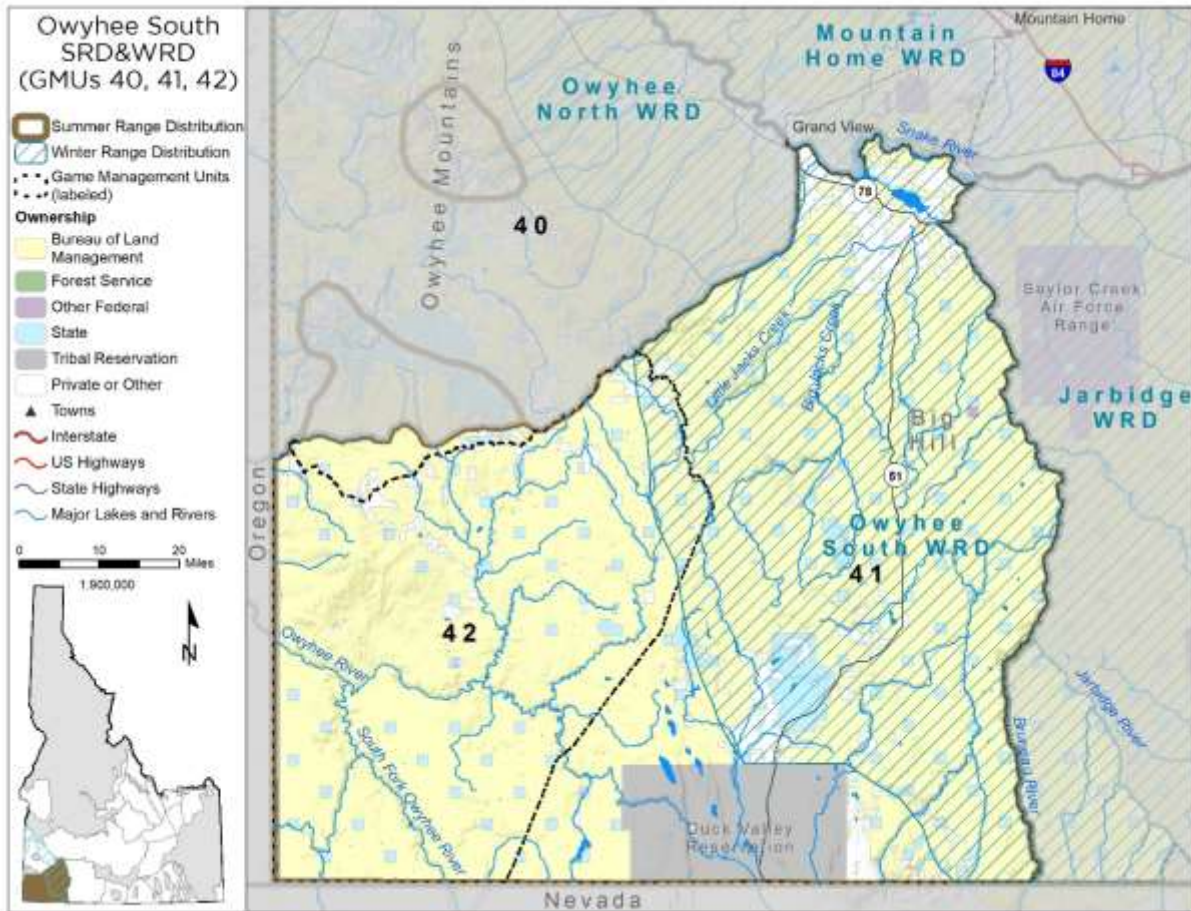 Owyhee South
SRD&WRD
(GMUs 40, 41, 42)
Summer Range Distribution
Winter Range Distribution
Game Management Units
(labeled)
Ownership
Bureau of Land
Management
Forest Service
Other Federal
State
Tribal Reservation
Private or Other
Towns
Interstate
US Highways
State Highways
Major Lakes and Rivers
0 10 20
Miles
1:900,000
N
Mountain Home
Mountain
Home WRD
84
Owyhee
North WRD
Owyhee Mountains
Grand View
Snake River
78
40
Saylor Creek
Air Force
Range
Little Jacks Creek
Big Jacks Creek
Jarbidge
WRD
Big
Hill
51
Oregon
Owyhee
South WRD
41
42
Owyhee River
South Fork Owyhee River
Jarbidge River
Bruneau River
Duck Valley
Reservation
Nevada